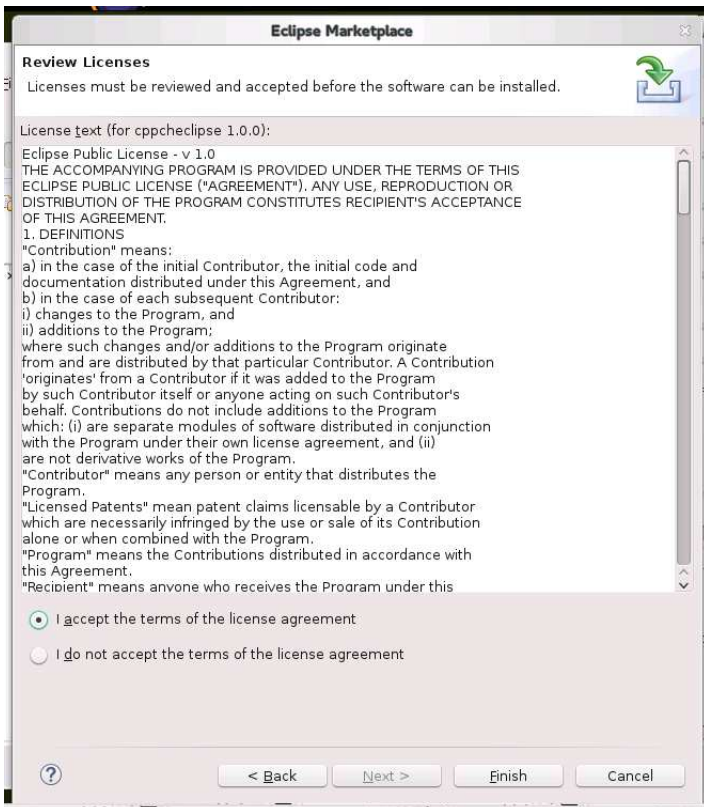 Eclipse Marketplace
Review Licenses
Licenses must be reviewed and accepted before the software can be installed.
License text (for cppcheclipse 1.0.0):
Eclipse Public License - v 1.0
THE ACCOMPANYING PROGRAM IS PROVIDED UNDER THE TERMS OF THIS
ECLIPSE PUBLIC LICENSE ("AGREEMENT"). ANY USE, REPRODUCTION OR
DISTRIBUTION OF THE PROGRAM CONSTITUTES RECIPIENT'S ACCEPTANCE
OF THIS AGREEMENT.
1. DEFINITIONS
"Contribution" means:
a) in the case of the initial Contributor, the initial code and
documentation distributed under this Agreement, and
b) in the case of each subsequent Contributor:
i) changes to the Program, and
ii) additions to the Program;
where such changes and/or additions to the Program originate
from and are distributed by that particular Contributor. A Contribution
'originates' from a Contributor if it was added to the Program
by such Contributor itself or anyone acting on such Contributor's
behalf. Contributions do not include additions to the Program
which: (i) are separate modules of software distributed in conjunction
with the Program under their own license agreement, and (ii)
are not derivative works of the Program.
"Contributor" means any person or entity that distributes the
Program.
"Licensed Patents" mean patent claims licensable by a Contributor
which are necessarily infringed by the use or sale of its Contribution
alone or when combined with the Program.
"Program" means the Contributions distributed in accordance with
this Agreement.
"Recipient" means anyone who receives the Program under this
I accept the terms of the license agreement
I do not accept the terms of the license agreement
?
< Back
Next >
Finish
Cancel